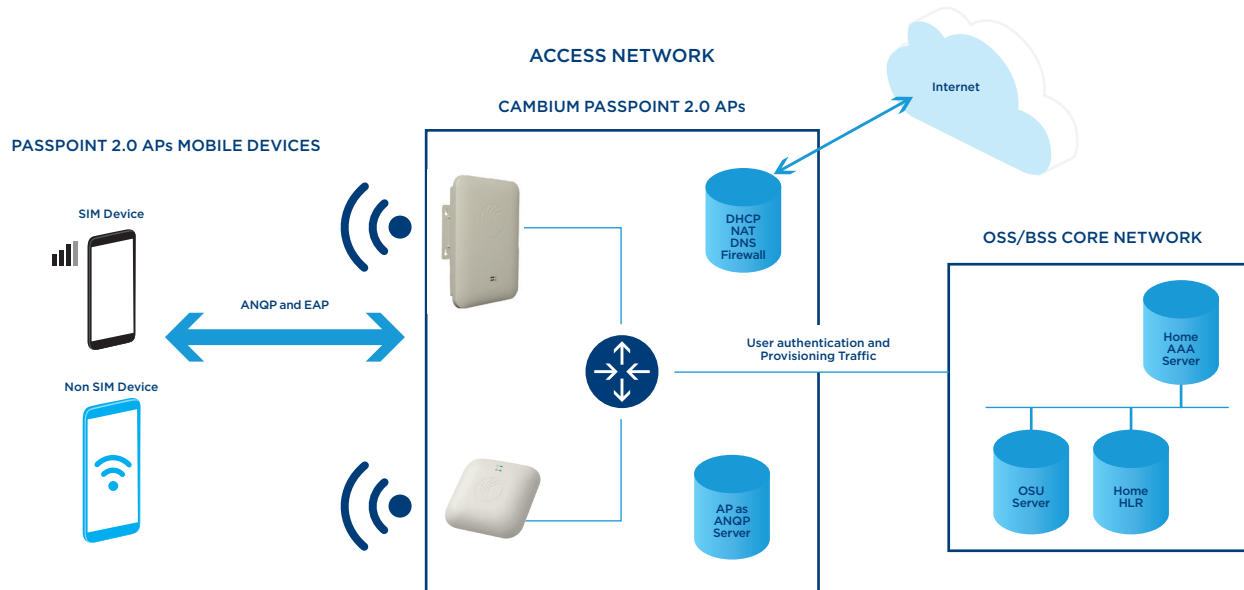 ACCESS NETWORK
Internet
CAMBIUM PASSPOINT 2.0 APs
PASSPOINT 2.0 APs MOBILE DEVICES
SIM Device
DHCP
NAT
DNS
Firewall
OSS/BSS CORE NETWORK
ANQP and EAP
User authentication and
Provisioning Traffic
Home
AAA
Server
Non SIM Device
AP as
ANQP
Server
OSU
Server
Home
HLR